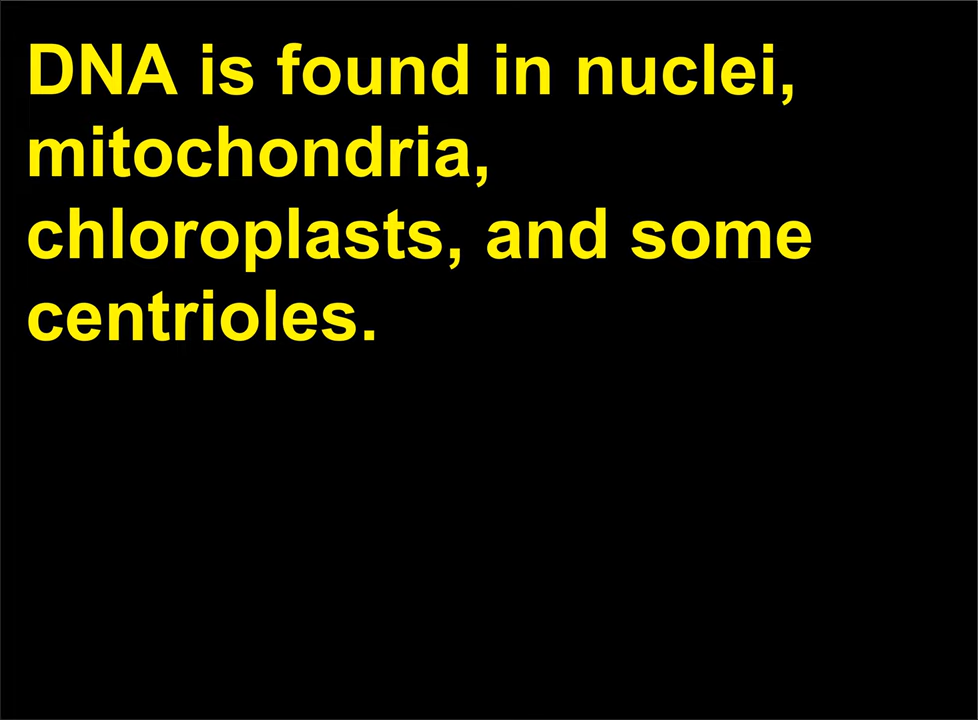 DNA is found in nuclei,
mitochondria,
chloroplasts, and some
centrioles.